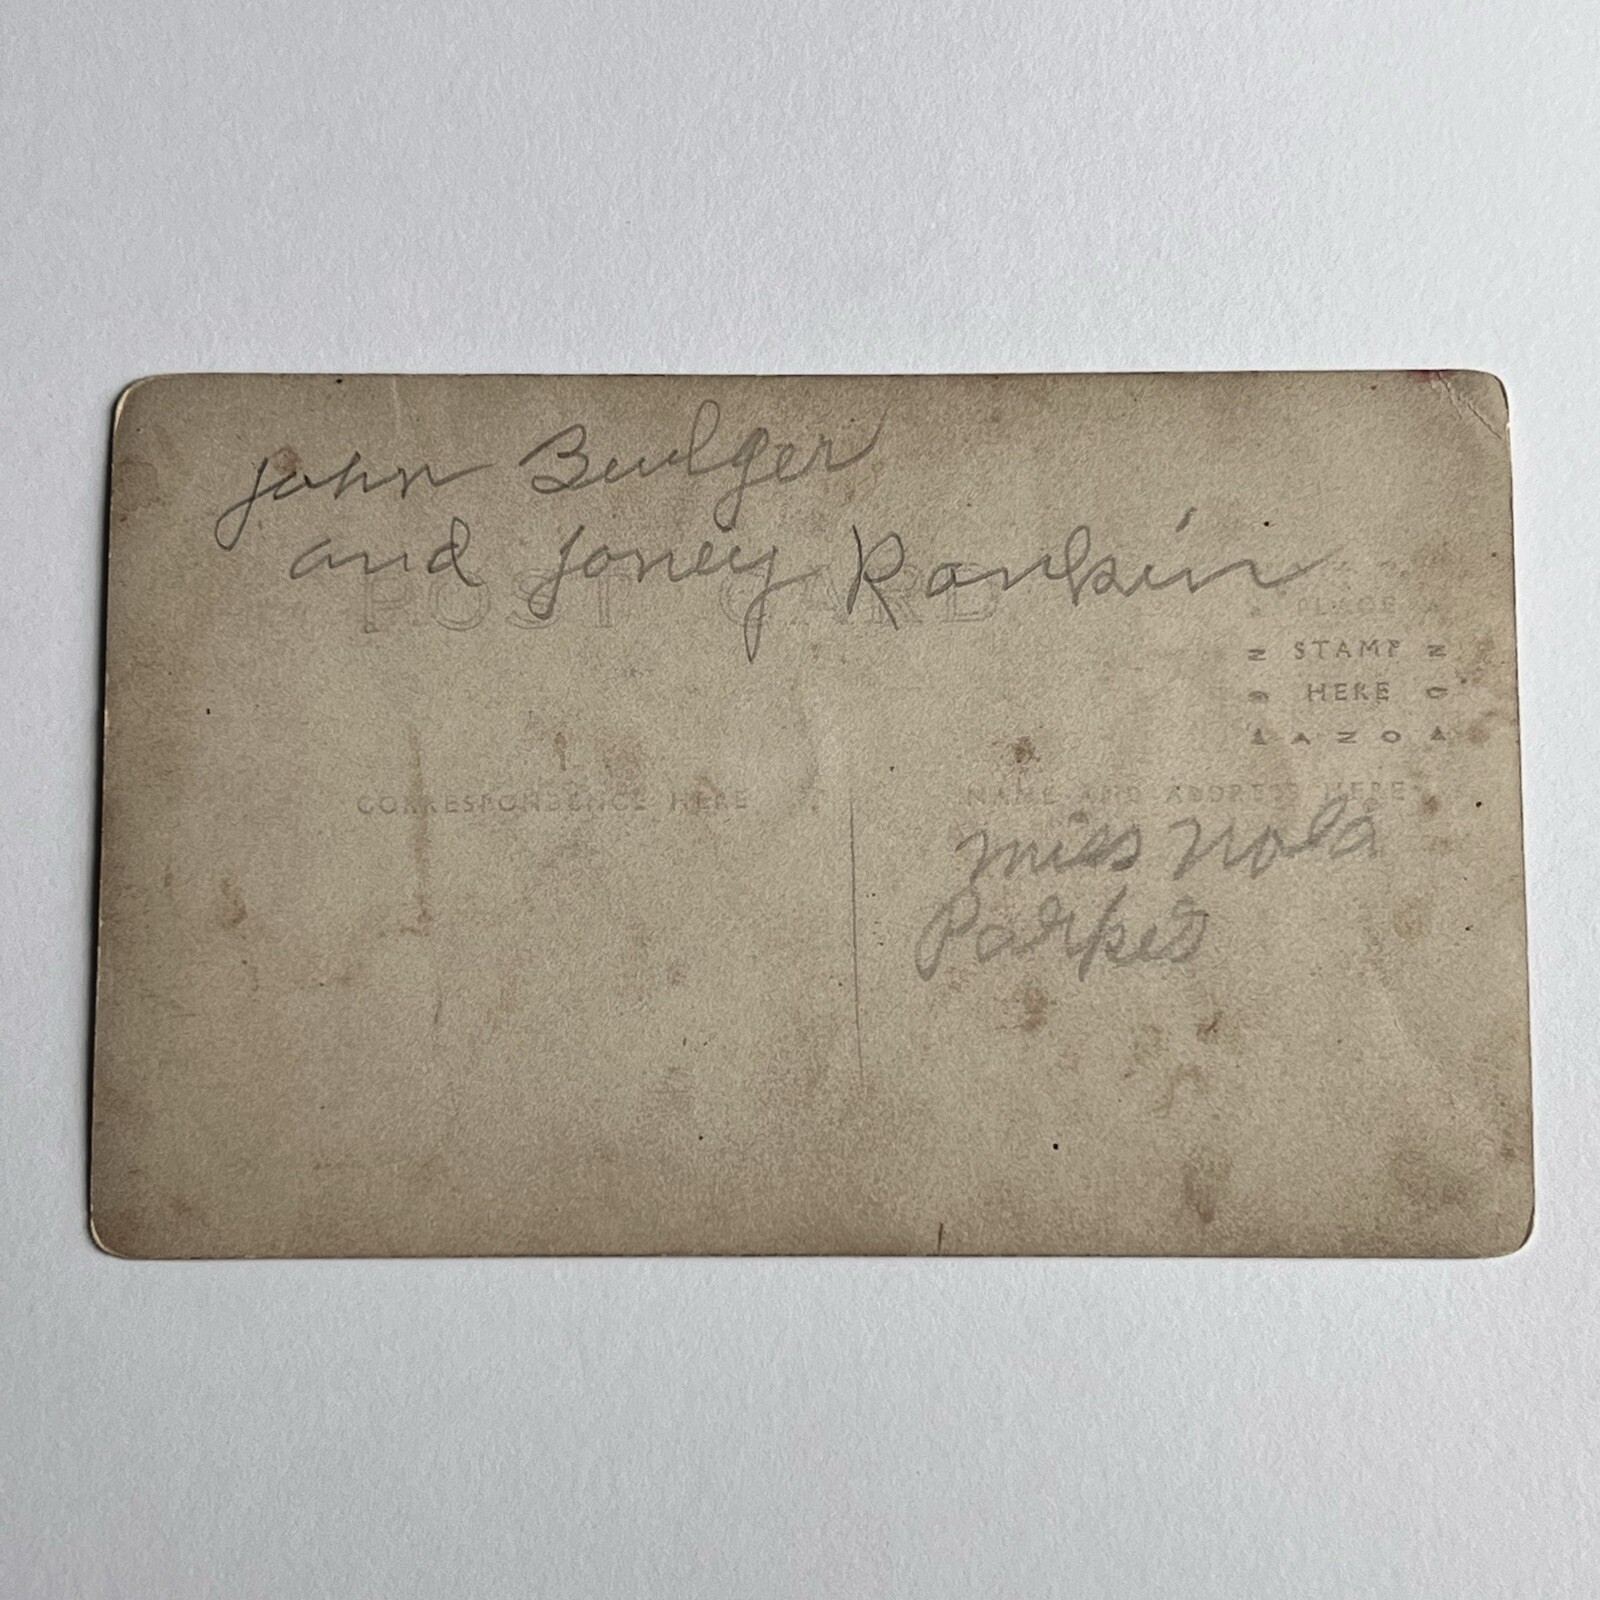 John Bulger
and Joney Rankin
POST CARD
PLACE
STAMP
HERE
AZO
CORRESPONDENCE HERE
NAME AND ADDRESS HERE
Miss Nola
Parker